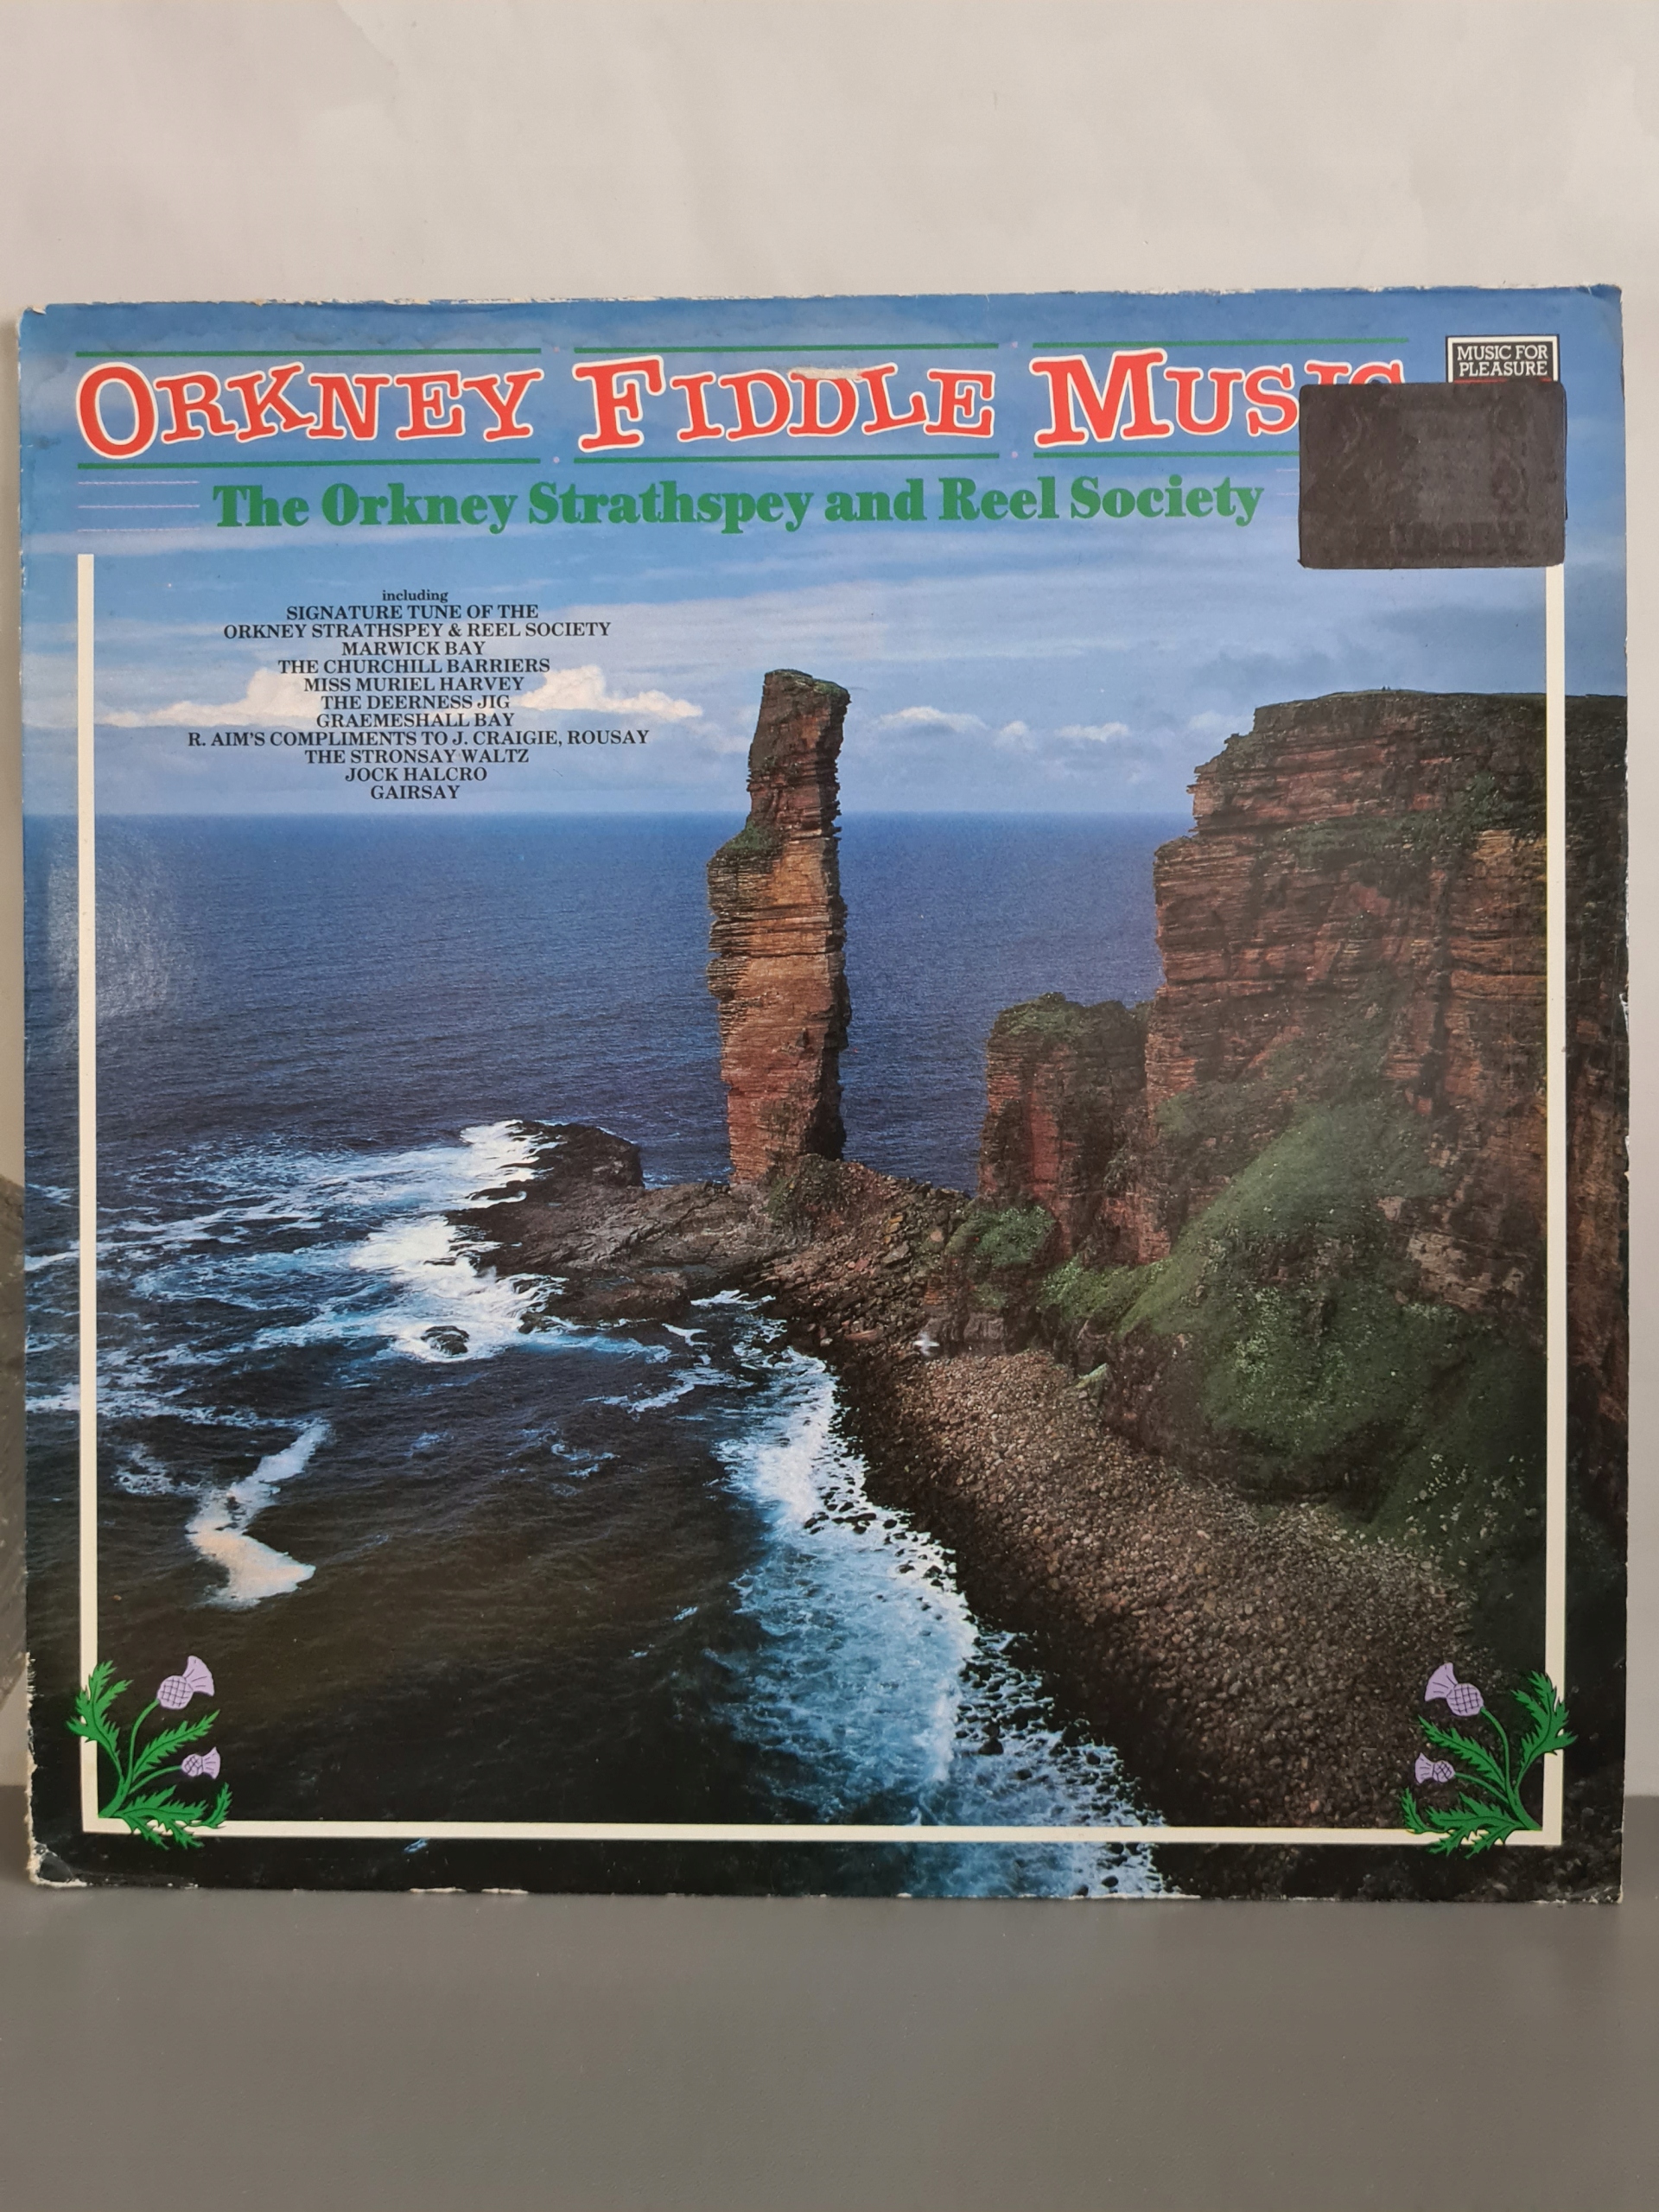 ORKNEY FIDDLE MUSIC
MUSIC FOR
PLEASURE
The Orkney Strathspey and Reel Society
including
SIGNATURE TUNE OF THE
ORKNEY STRATHSPEY & REEL SOCIETY
MARWICK BAY
THE CHURCHILL BARRIERS
MISS MURIEL HARVEY
THE DEERNESS JIG
GRAEMESHALL BAY
R. AIM'S COMPLIMENTS TO J. CRAIGIE, ROUSAY
THE STRONSAY WALTZ
JOCK HALCRO
GAIRSAY